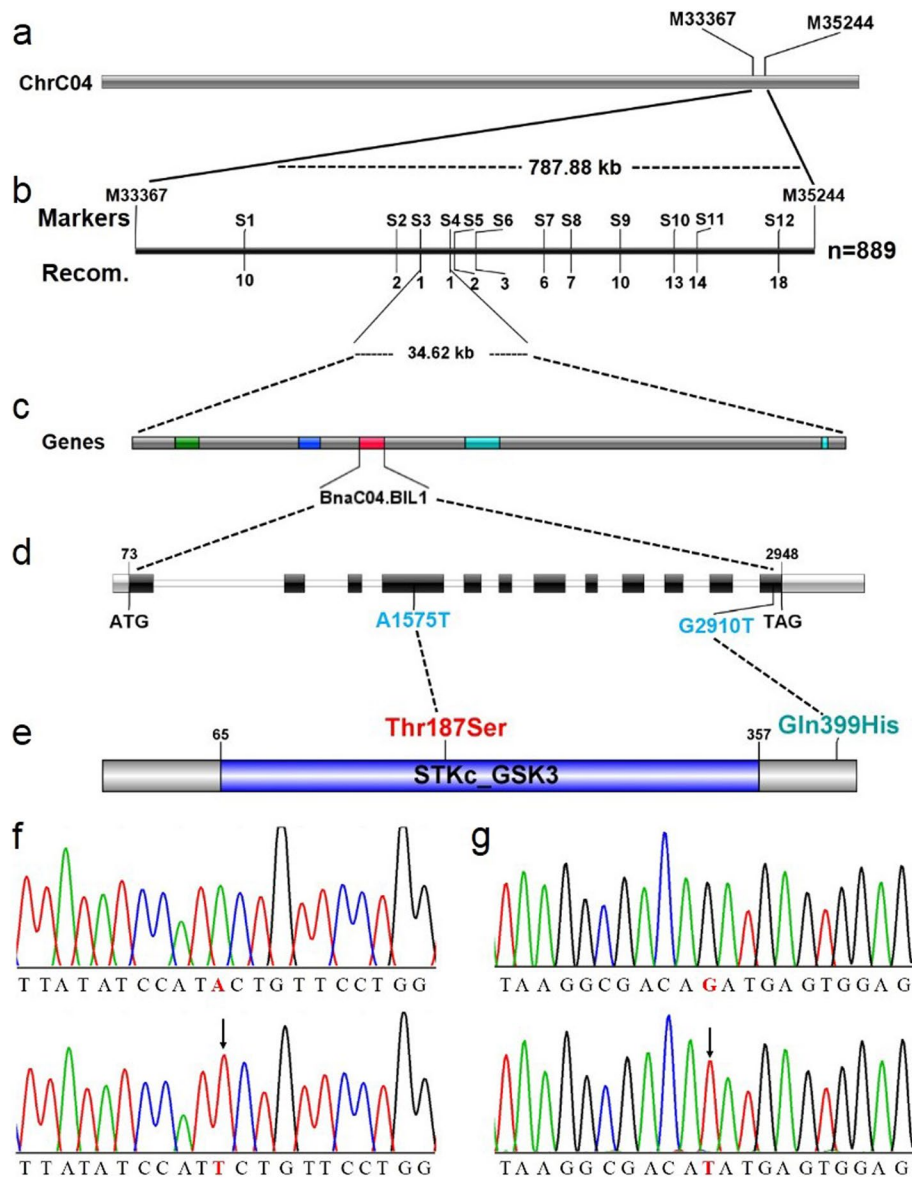 a
M33367 M35244
ChrC04
787.88 kb
b
M33367 M35244
Markers S1 S2 S3 S4 S5 S6 S7 S8 S9 S10 S11 S12
n=889
Recom. 10 2 1 1 2 3 6 7 10 13 14 18
34.62 kb
c
Genes
BnaC04.BIL1
d
73 2948
ATG A1575T G2910T TAG
Thr187Ser Gln399His
e
65 357
STKc_GSK3
f g
T T A T A T C C A T A C T G T T C C T G G
T A A G G C G A C A G A T G A G T G G A G
T T A T A T C C A T T C T G T T C C T G G
T A A G G C G A C A T A T G A G T G G A G